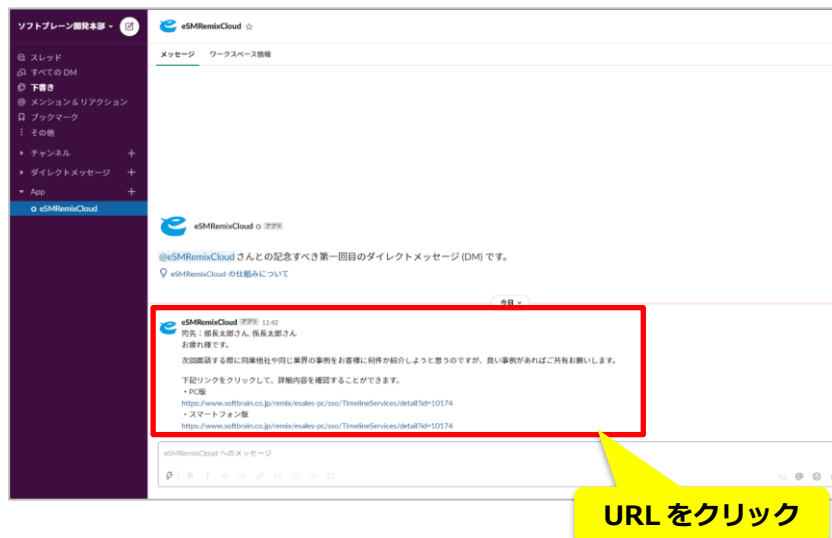 ソフトブレーン開発本部
スレッド
すべての DM
下書き
メンション & リアクション
ブックマーク
その他
チャンネル
ダイレクトメッセージ
App
eSMRemixCloud
eSMRemixCloud
メッセージ ワークスペース情報
eSMRemixCloud アプリ
@eSMRemixCloud さんとの記念すべき第一回目のダイレクトメッセージ (DM) です。
eSMRemixCloud の仕組みについて
今日
eSMRemixCloud アプリ 11:42
宛先：部長太郎さん, 係長太郎さん
お疲れ様です。
次回面談する際に同業他社や同じ業界の事例をお客様に何件か紹介しようと思うのですが、良い事例があればご共有お願いします。
下記リンクをクリックして、詳細内容を確認することができます。
・PC版
https://www.softbrain.co.jp/remix/esales-pc/sso/TimelineServices/detail?id=10174
・スマートフォン版
https://www.softbrain.co.jp/remix/esales-pc/sso/TimelineServices/detail?id=10174
eSMRemixCloud へのメッセージ
URL をクリック